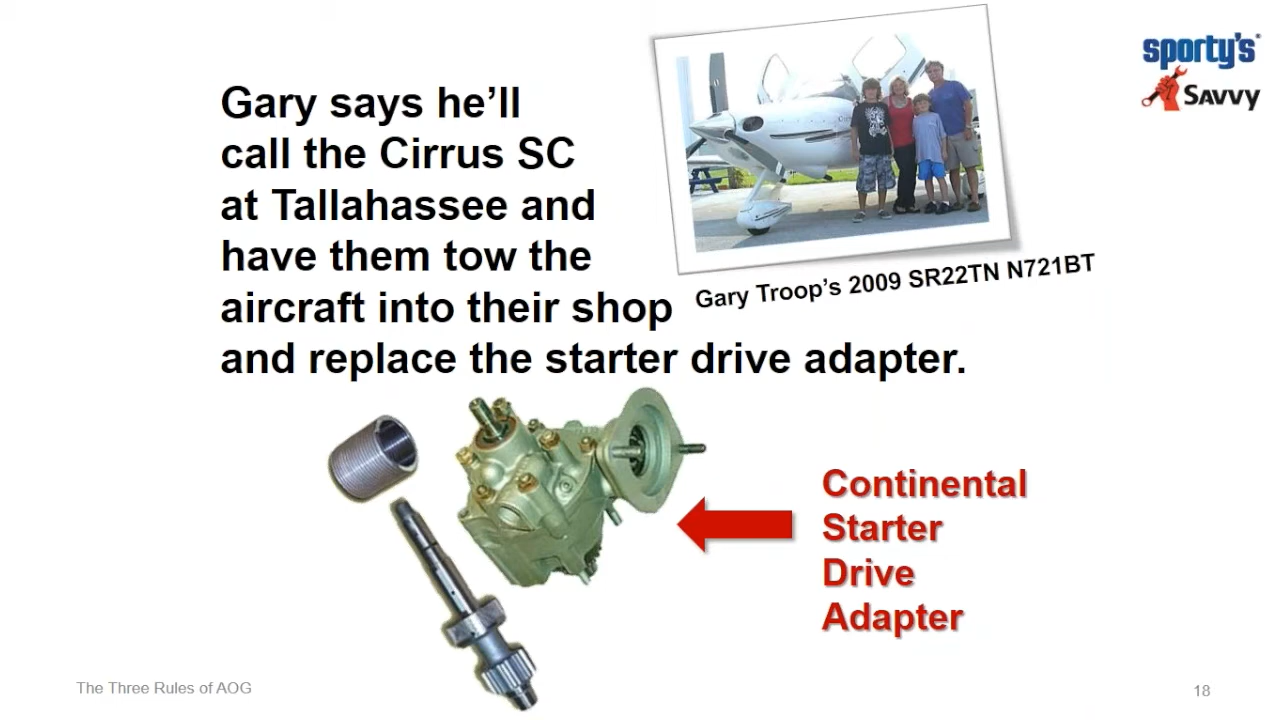 Gary says he'll
call the Cirrus SC
at Tallahassee and
have them tow the
aircraft into their shop
and replace the starter drive adapter.
Gary Troop's 2009 SR22TN N721BT
sporty's
SAVVY
Continental
Starter
Drive
Adapter
The Three Rules of AOG
18